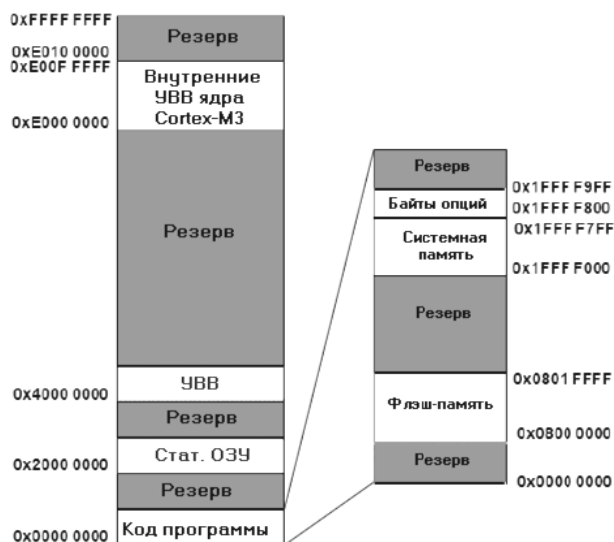 0xFFFF FFFF
Резерв
0xE010 0000
0xE00F FFFF
Внутренние
УВВ ядра
Cortex-M3
0xE000 0000
Резерв
УВВ
0x4000 0000
Резерв
Стат. ОЗУ
0x2000 0000
Резерв
Код программы
0x0000 0000
Резерв
0x1FFF F9FF
Байты опций
0x1FFF F800
0x1FFF F7FF
Системная
память
0x1FFF F000
Резерв
0x0801 FFFF
Флэш-память
0x0800 0000
Резерв
0x0000 0000